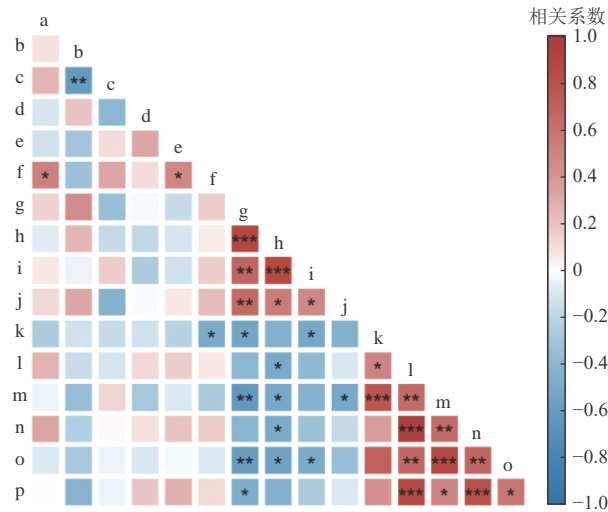 相关系数
a
b
b
1.0
c ** c
0.8
d d
e e
0.6
f * * f
0.4
g g
h *** h
0.2
i ** *** i
0
j ** * * j
−0.2
k * * * k
l * * l
−0.4
m ** * * *** ** m
−0.6
n * *** ** n
−0.8
o ** * * ** *** ** o
p * *** * *** *
−1.0